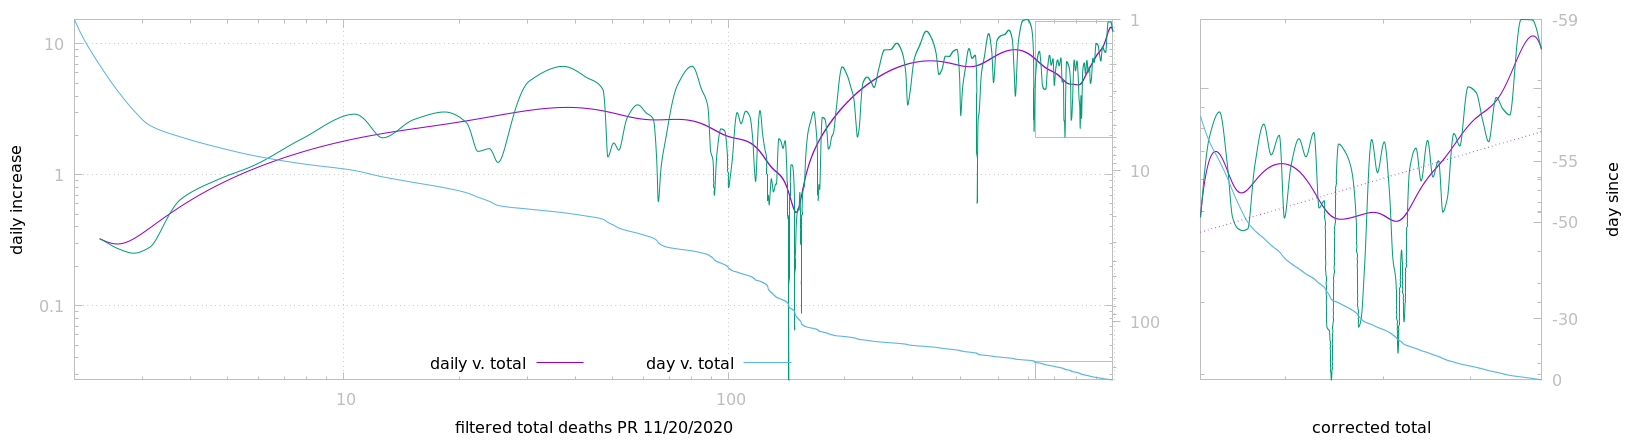 daily increase
10
1
0.1
daily v. total
day v. total
10
100
filtered total deaths PR 11/20/2020
1
10
100
-59
-55
-50
-30
0
day since
corrected total